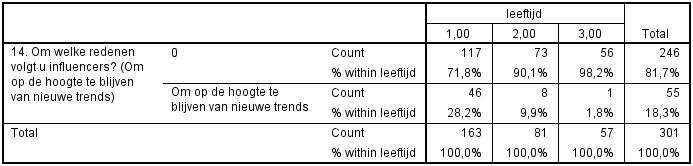 leeftijd
1,00 2,00 3,00 Total
14. Om welke redenen volgt u influencers? (Om op de hoogte te blijven van nieuwe trends) 0 Count 117 73 56 246
% within leeftijd 71,8% 90,1% 98,2% 81,7%
Om op de hoogte te blijven van nieuwe trends Count 46 8 1 55
% within leeftijd 28,2% 9,9% 1,8% 18,3%
Total Count 163 81 57 301
% within leeftijd 100,0% 100,0% 100,0% 100,0%